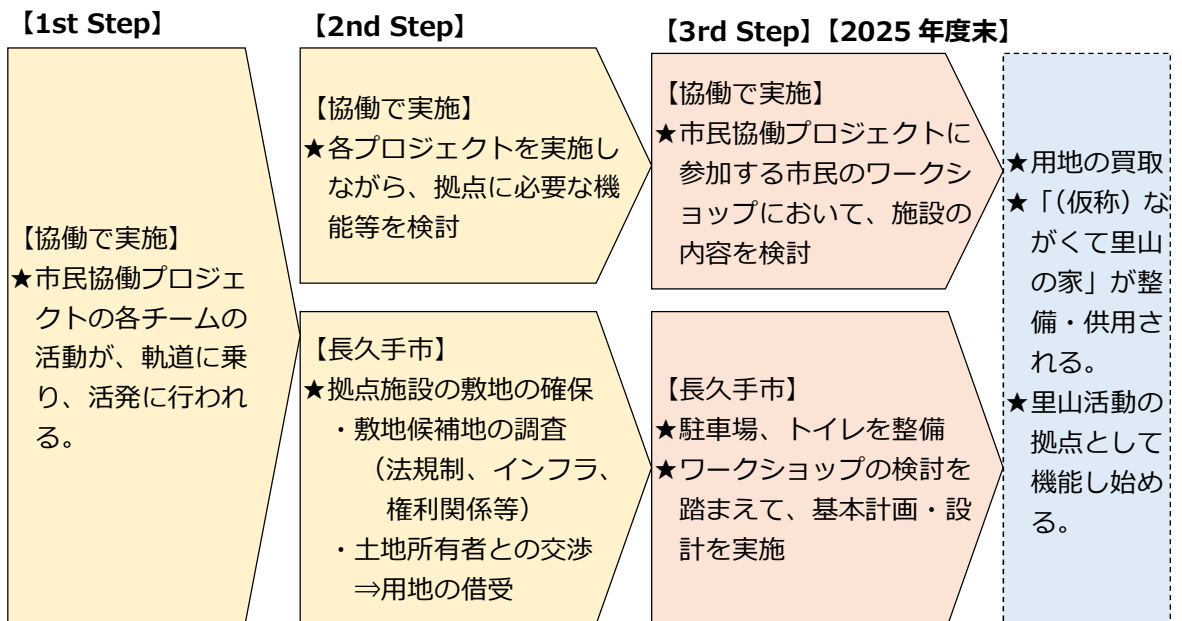 【1st Step】
【協働で実施】
★市民協働プロジェ
クトの各チームの
活動が、軌道に乗
り、活発に行われ
る。
【2nd Step】
【協働で実施】
★各プロジェクトを実施し
ながら、拠点に必要な機
能等を検討
【長久手市】
★拠点施設の敷地の確保
・敷地候補地の調査
（法規制、インフラ、
権利関係等）
・土地所有者との交渉
⇒用地の借受
【3rd Step】【2025 年度末】
【協働で実施】
★市民協働プロジェクトに
参加する市民のワークシ
ョップにおいて、施設の
内容を検討
【長久手市】
★駐車場、トイレを整備
★ワークショップの検討を
踏まえて、基本計画・設
計を実施
★用地の買取
★「（仮称）な
がくて里山
の家」が整
備・供用さ
れる。
★里山活動の
拠点として
機能し始め
る。